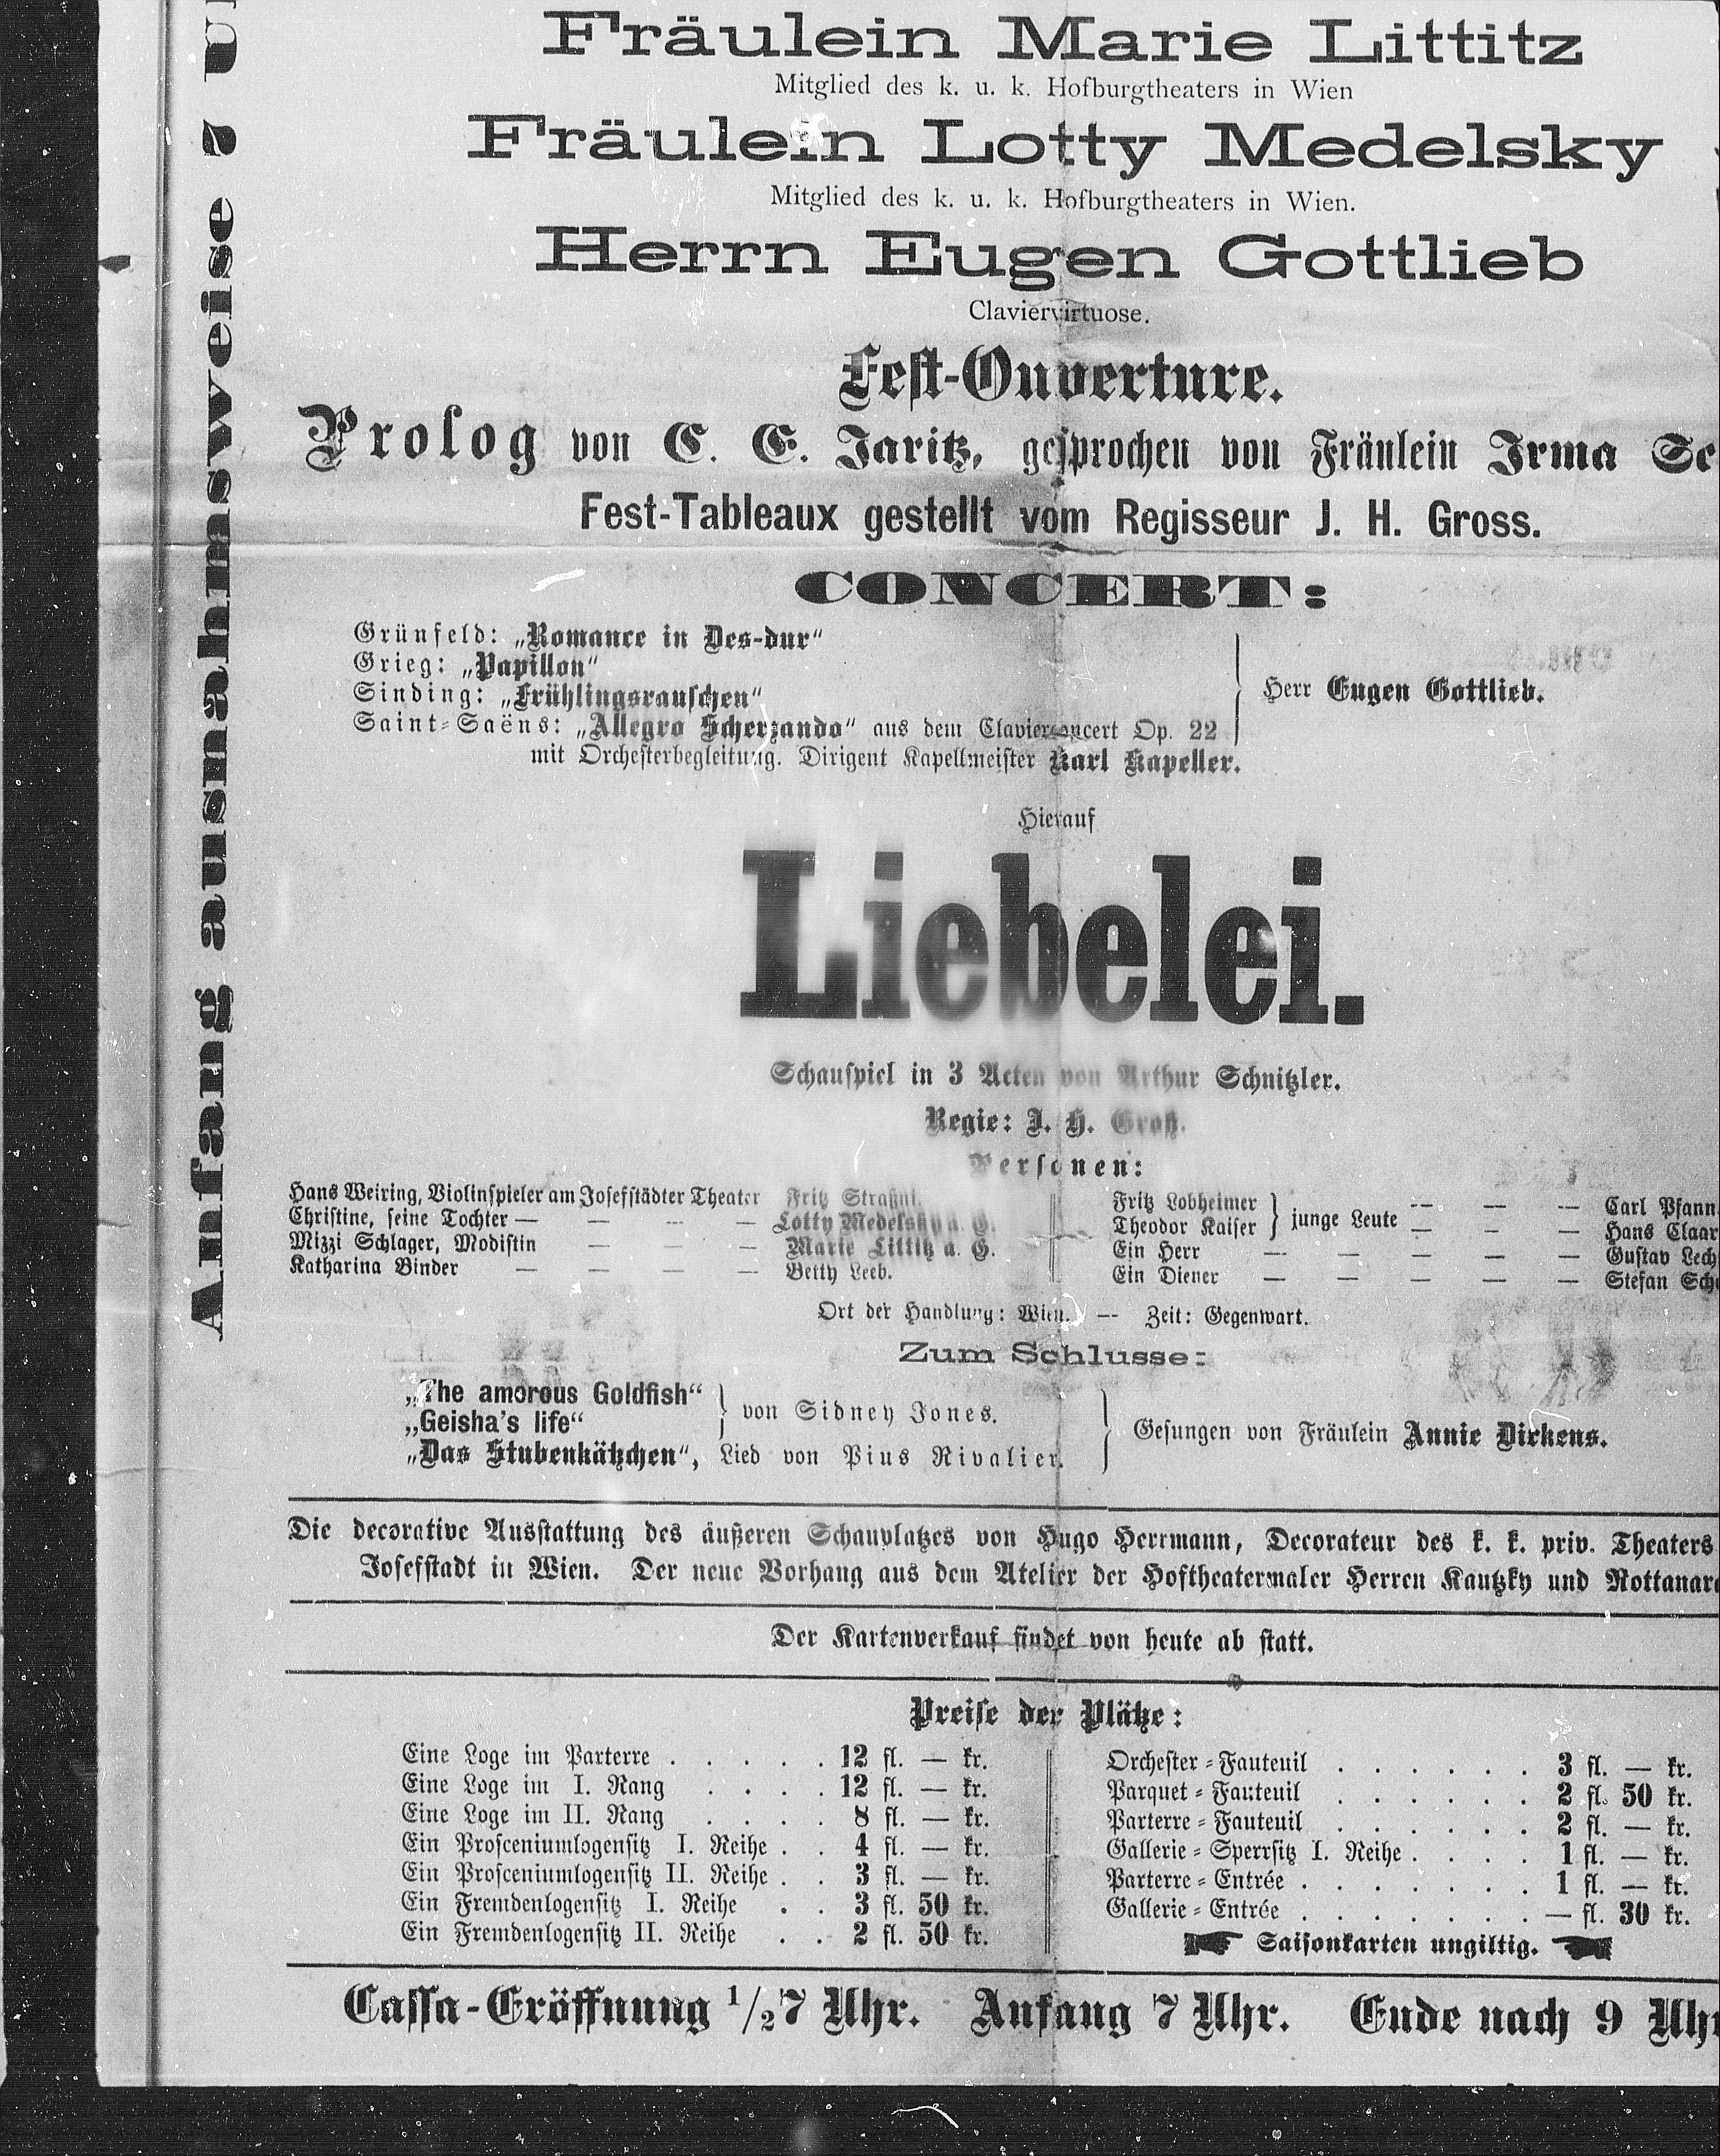 Anfang ausnahmsweise 7
Fräulein Marie Littitz
Mitglied des k. u. k. Hofburgtheaters in Wien
Fräulein Lotty Medelsky
Mitglied des k. u. k. Hofburgtheaters in Wien.
Herrn Eugen Gottlieb
Claviervirtuose.
Fest-Ouverture.
Prolog von C. E. Jaritz, gesprochen von Fräulein Irma
Fest-Tableaux gestellt vom Regisseur J. H. Gross.
CONCERT:
Grünfeld: „Romance in Des-dur“
Grieg: „Papillon“
Sinding: „Frühlingsrauschen“
Saint-Saëns: „Allegro Scherzando“ aus dem Clavierconcert Op. 22
Herr Eugen Gottlieb.
mit Orchesterbegleitung. Dirigent Kapellmeister Karl Kapeller.
Hierauf
Liebelei.
Schauspiel in 3 Acten von Arthur Schnitzler.
Regie: J. H. Groß.
Personen:
Hans Weiring, Violinspieler am Josefstädter Theater Fritz
Christine, seine Tochter — — — — Lotty Medelsky a. G.
Mizzi Schlager, Modistin — — — Marie Littitz a. G.
Katharina Binder — — — — Betty Leeb.
Fritz Lobheimer
Theodor Kaiser } junge Leute — — — Carl Pfann
— — — Hans Claar
Ein Herr — — — — — Gustav
Ein Diener — — — — — Stefan
Ort der Handlung: Wien. — Zeit: Gegenwart.
Zum Schlusse:
„The amorous Goldfish“
„Geisha's life“ } von Sidney Jones.
„Das Stubenkätzchen“, Lied von Pius Rivalier.
Gesungen von Fräulein Annie Dirkens.
Die decorative Ausstattung des äußeren Schauplatzes von Hugo Herrmann, Decorateur des k. k. priv. Theaters
Josefstadt in Wien. Der neue Vorhang aus dem Atelier der Hoftheatermaler Herren Kautzky und
Der Kartenverkauf findet von heute ab statt.
Preise der Plätze:
Eine Loge im Parterre . . . . . 12 fl. — kr.
Eine Loge im I. Rang . . . . 12 fl. — kr.
Eine Loge im II. Rang . . . . 8 fl. — kr.
Ein Prosceniumlogensitz I. Reihe . . 4 fl. — kr.
Ein Prosceniumlogensitz II. Reihe . . 3 fl. — kr.
Ein Fremdenlogensitz I. Reihe . . 3 fl. 50 kr.
Ein Fremdenlogensitz II. Reihe . . 2 fl. 50 kr.
Orchester-Fauteuil . . . . . . 3 fl. — kr.
Parquet-Fauteuil . . . . . . 2 fl. 50 kr.
Parterre-Fauteuil . . . . . . 2 fl. — kr.
Gallerie-Sperrsitz I. Reihe . . . . 1 fl. — kr.
Parterre-Entrée . . . . . . . 1 fl. — kr.
Gallerie-Entrée . . . . . . . — fl. 30 kr.
Saisonkarten ungiltig.
Cassa-Eröffnung 1/2 7 Uhr. Anfang 7 Uhr. Ende nach 9 Uhr